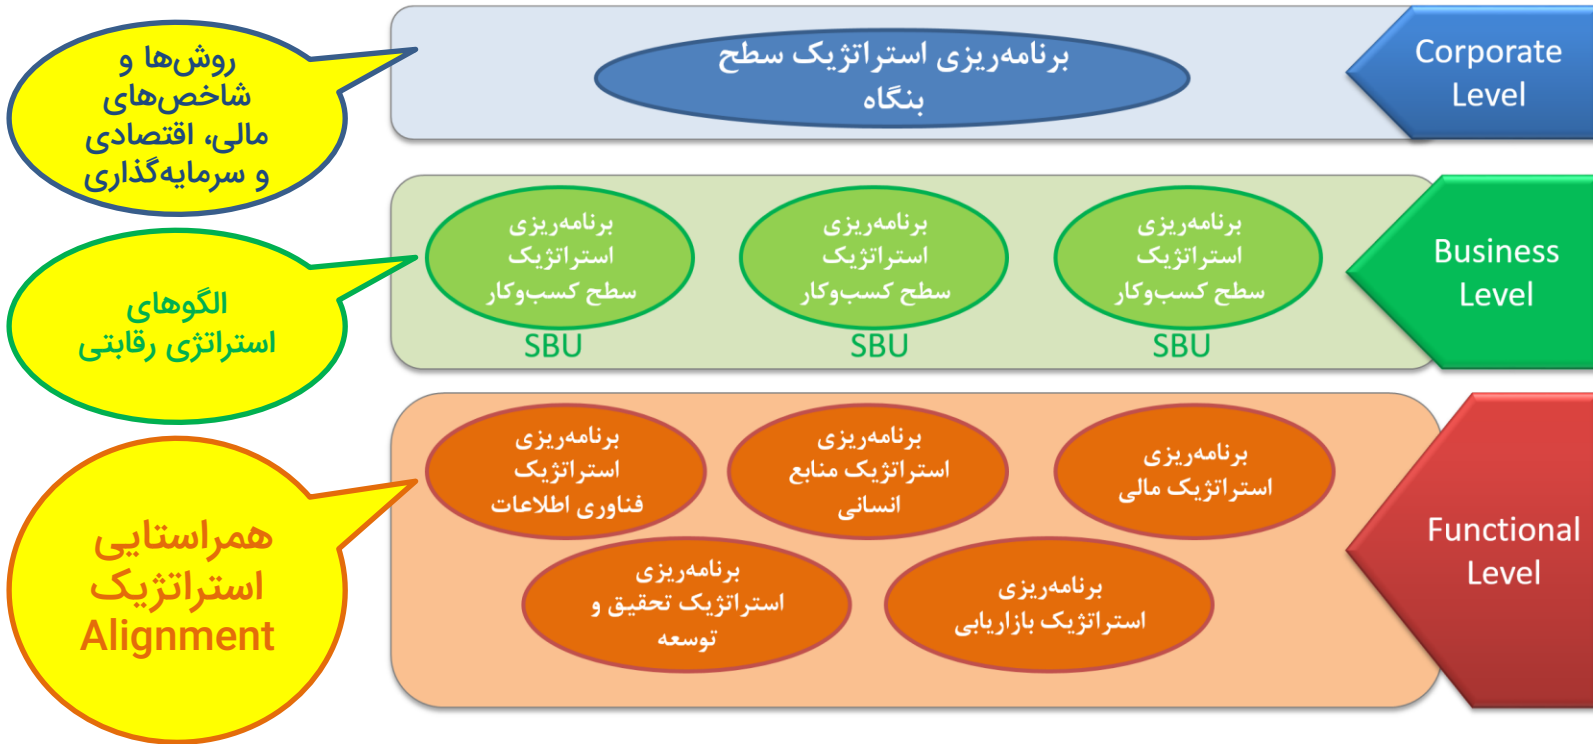 روش‌ها و
شاخص‌های
مالی، اقتصادی
و سرمایه‌گذاری
برنامه‌ریزی استراتژیک سطح
بنگاه
Corporate
Level
الگوهای
استراتژی رقابتی
برنامه‌ریزی
استراتژیک
سطح کسب‌وکار
SBU
برنامه‌ریزی
استراتژیک
سطح کسب‌وکار
SBU
برنامه‌ریزی
استراتژیک
سطح کسب‌وکار
SBU
Business
Level
همراستایی
استراتژیک
Alignment
برنامه‌ریزی
استراتژیک
فناوری اطلاعات
برنامه‌ریزی
استراتژیک منابع
انسانی
برنامه‌ریزی
استراتژیک مالی
برنامه‌ریزی
استراتژیک تحقیق و
توسعه
برنامه‌ریزی
استراتژیک بازاریابی
Functional
Level